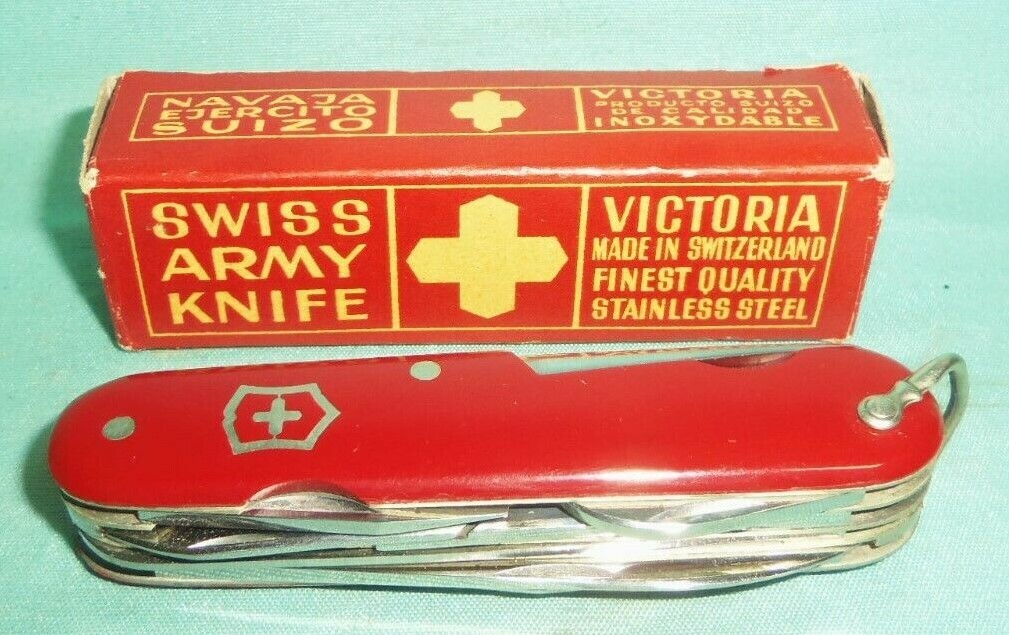 NAVAJA
EJERCITO
SUIZO
VICTORIA
PRODUCTO SUIZO
DE CALIDAD
INOXYDABLE
SWISS
ARMY
KNIFE
VICTORIA
MADE IN SWITZERLAND
FINEST QUALITY
STAINLESS STEEL